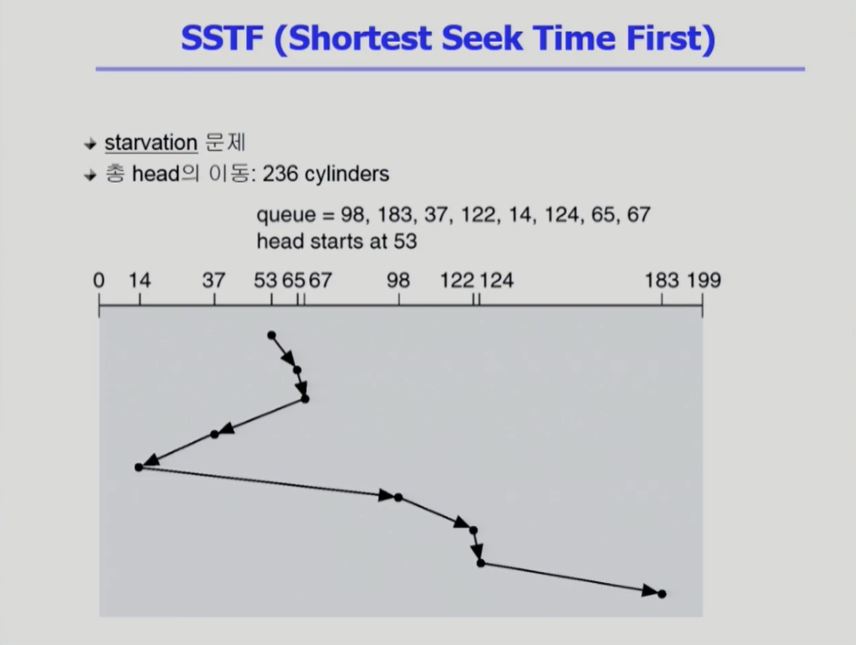 SSTF (Shortest Seek Time First)
starvation 문제
총 head의 이동: 236 cylinders
queue = 98, 183, 37, 122, 14, 124, 65, 67
head starts at 53
0 14 37 53 65 67 98 122 124 183 199